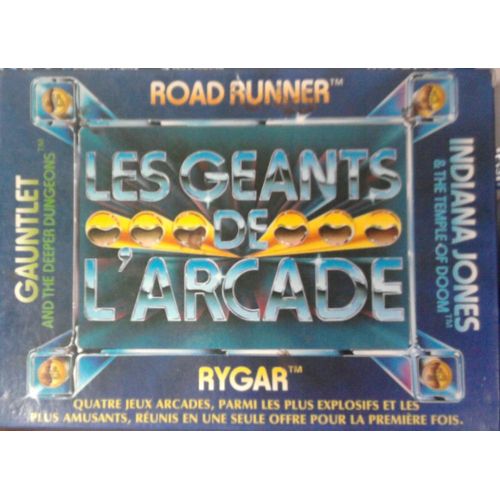 ROAD RUNNER™
GAUNTLET
AND THE DEEPER DUNGEONS™
LES GEANTS
DE
L'ARCADE
INDIANA JONES
& THE TEMPLE OF DOOM™
RYGAR™
QUATRE JEUX ARCADES, PARMI LES PLUS EXPLOSIFS ET LES
PLUS AMUSANTS, RÉUNIS EN UNE SEULE OFFRE POUR LA PREMIÈRE FOIS.